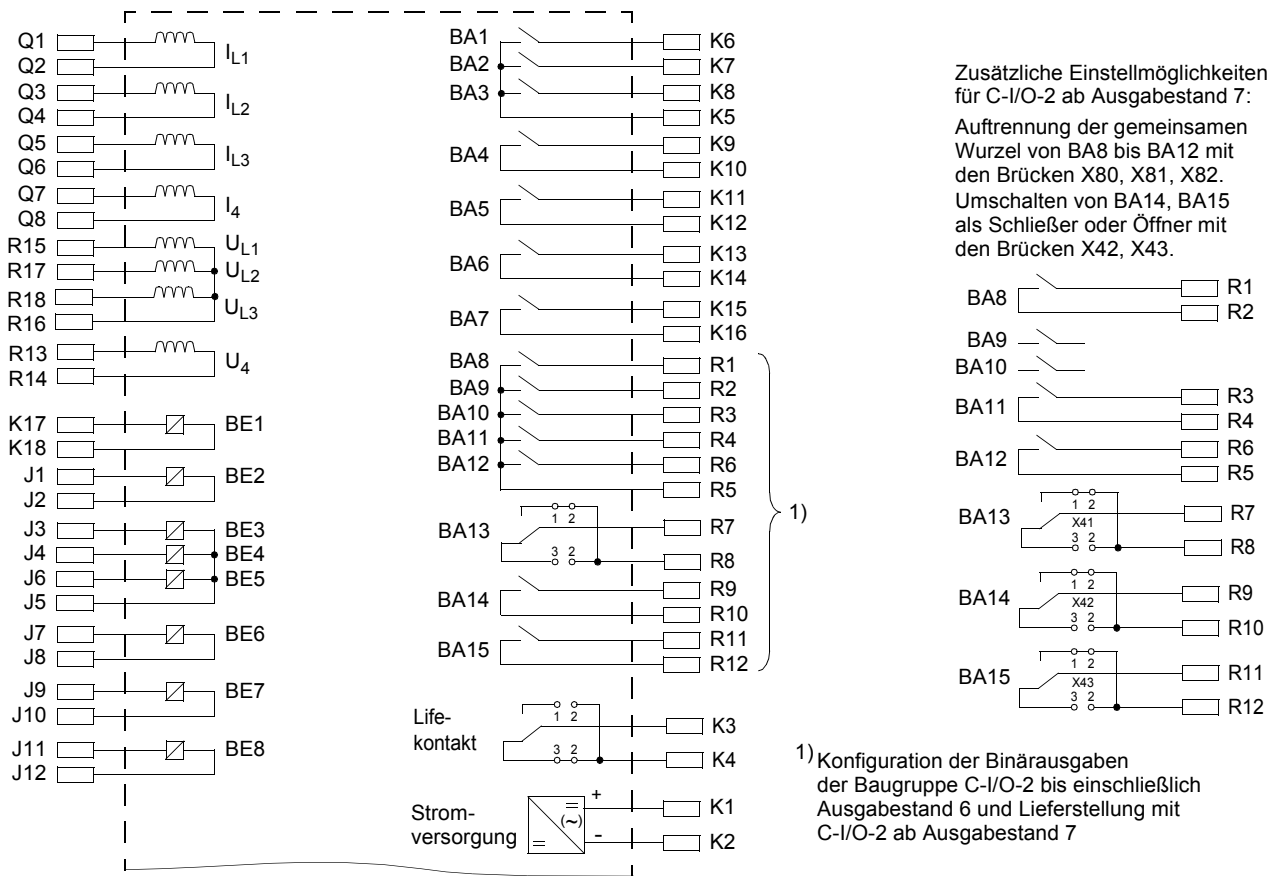 Q1
Q2
I L1
Q3
Q4
I L2
Q5
Q6
I L3
Q7
Q8
I 4
R15
U L1
R17
U L2
R18
U L3
R16
R13
U 4
R14
K17
BE1
K18
J1
BE2
J2
J3
BE3
J4
BE4
J6
BE5
J5
J7
BE6
J8
J9
BE7
J10
J11
BE8
J12
BA1
K6
BA2
K7
BA3
K8
K5
BA4
K9
K10
BA5
K11
K12
BA6
K13
K14
BA7
K15
K16
BA8
R1
BA9
R2
BA10
R3
BA11
R4
BA12
R6
R5
BA13
1 2
3 2
R7
R8
BA14
R9
R10
BA15
R11
R12
1)
Life-
kontakt
1 2
3 2
K3
K4
Strom-
versorgung
=
(~)
=
+
-
K1
K2
Zusätzliche Einstellmöglichkeiten
für C-I/O-2 ab Ausgabestand 7:
Auftrennung der gemeinsamen
Wurzel von BA8 bis BA12 mit
den Brücken X80, X81, X82.
Umschalten von BA14, BA15
als Schließer oder Öffner mit
den Brücken X42, X43.
BA8
R1
R2
BA9
BA10
BA11
R3
R4
BA12
R6
R5
BA13
1 2
X41
3 2
R7
R8
BA14
1 2
X42
3 2
R9
R10
BA15
1 2
X43
3 2
R11
R12
1) Konfiguration der Binärausgaben
der Baugruppe C-I/O-2 bis einschließlich
Ausgabestand 6 und Lieferstellung mit
C-I/O-2 ab Ausgabestand 7